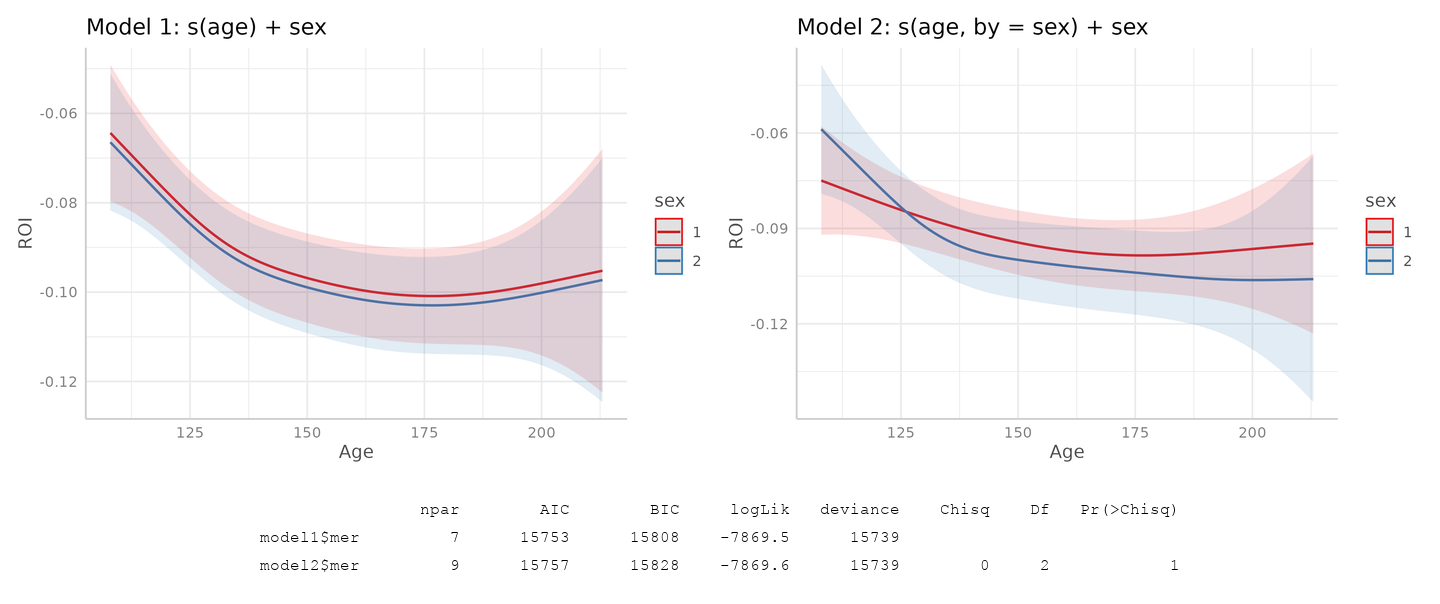 Model 1: s(age) + sex
-0.06
-0.08
-0.10
-0.12
ROI
125 150 175 200
Age
sex
1
2
Model 2: s(age, by = sex) + sex
-0.06
-0.09
-0.12
ROI
125 150 175 200
Age
sex
1
2
npar AIC BIC logLik deviance Chisq Df Pr(>Chisq)
model1$mer 7 15753 15808 -7869.5 15739
model2$mer 9 15757 15828 -7869.6 15739 0 2 1